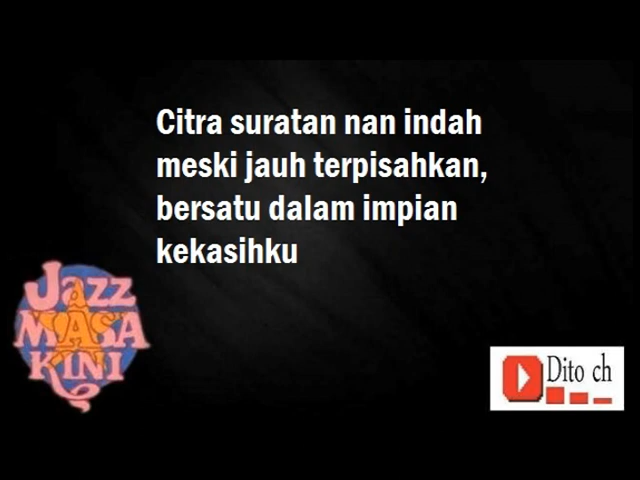 Citra suratan nan indah
meski jauh terpisahkan,
bersatu dalam impian
kekasihku
Jazz
MASA
KINI
Dito ch